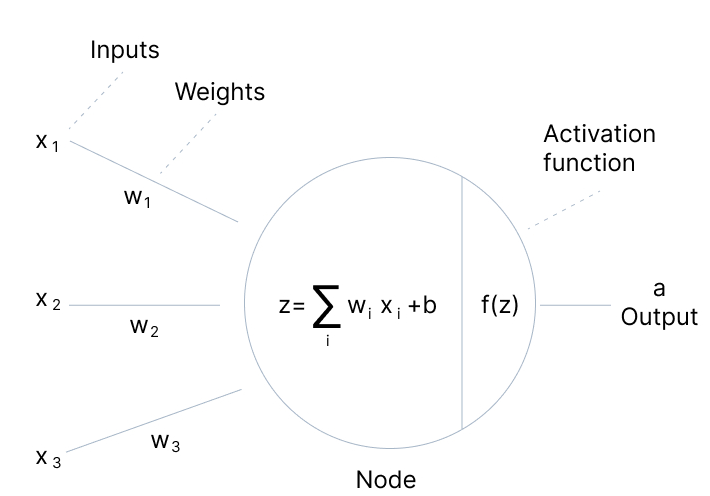 Inputs
Weights
Activation
function
x₁
w₁
x₂
w₂
z= ∑ wᵢ xᵢ +b
i
f(z)
a
Output
w₃
x₃
Node